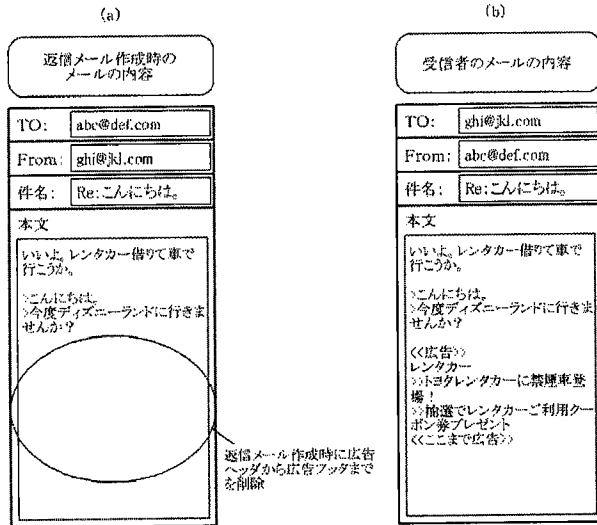 (a)
返信メール作成時の
メールの内容
TO: abc@def.com
From: ghi@jkl.com
件名: Re:こんにちは。
本文
いいよ。レンタカー借りて車で
行こうか。
>こんにちは。
>今度ディズニーランドに行きま
せんか?
返信メール作成時に広告
ヘッダから広告フッタまで
を削除
(b)
受信者のメールの内容
TO: ghi@jkl.com
From: abc@def.com
件名: Re:こんにちは。
本文
いいよ。レンタカー借りて車で
行こうか。
>こんにちは。
>今度ディズニーランドに行きま
せんか?
<<広告>>
レンタカー
>>トヨタレンタカーに禁煙車登
場!
>>抽選でレンタカーご利用クー
ポン券プレゼント
<<ここまで広告>>